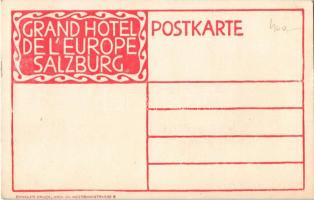 GRAND HOTEL
DE L'EUROPE
SALZBURG.
POSTKARTE